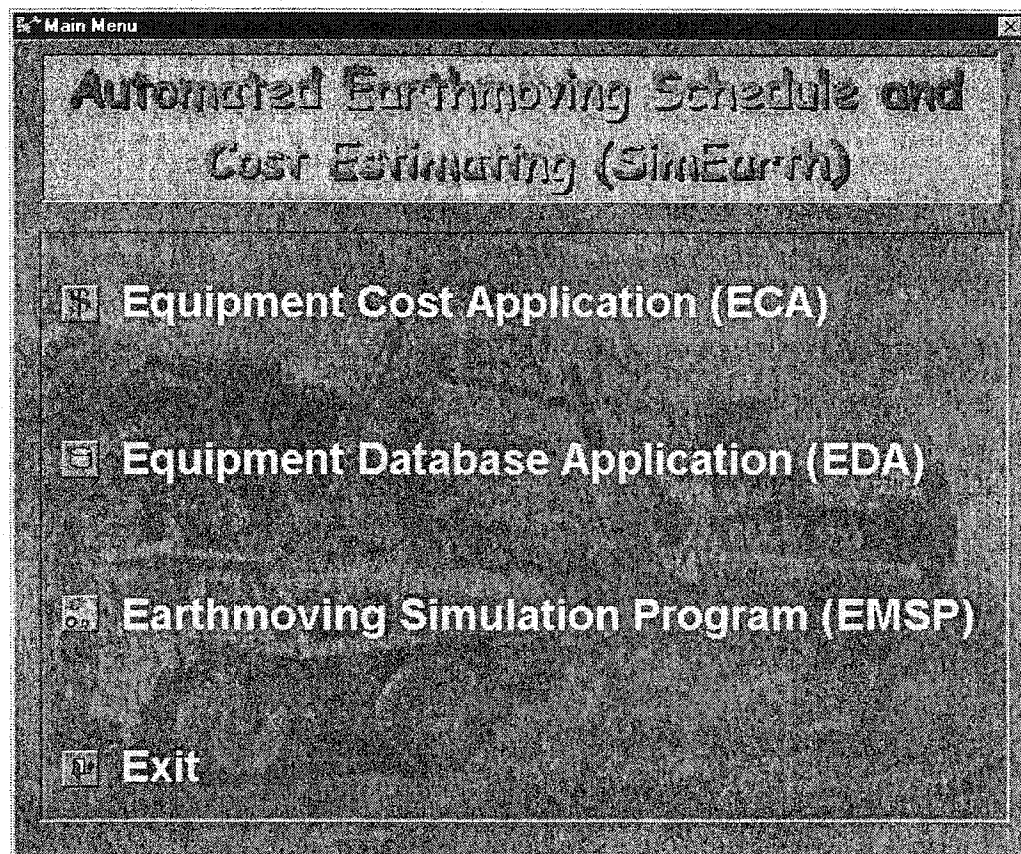 Main Menu
Automated Earthmoving Schedule and
Cost Estimating (SimEarth)
Equipment Cost Application (ECA)
Equipment Database Application (EDA)
Earthmoving Simulation Program (EMSP)
Exit